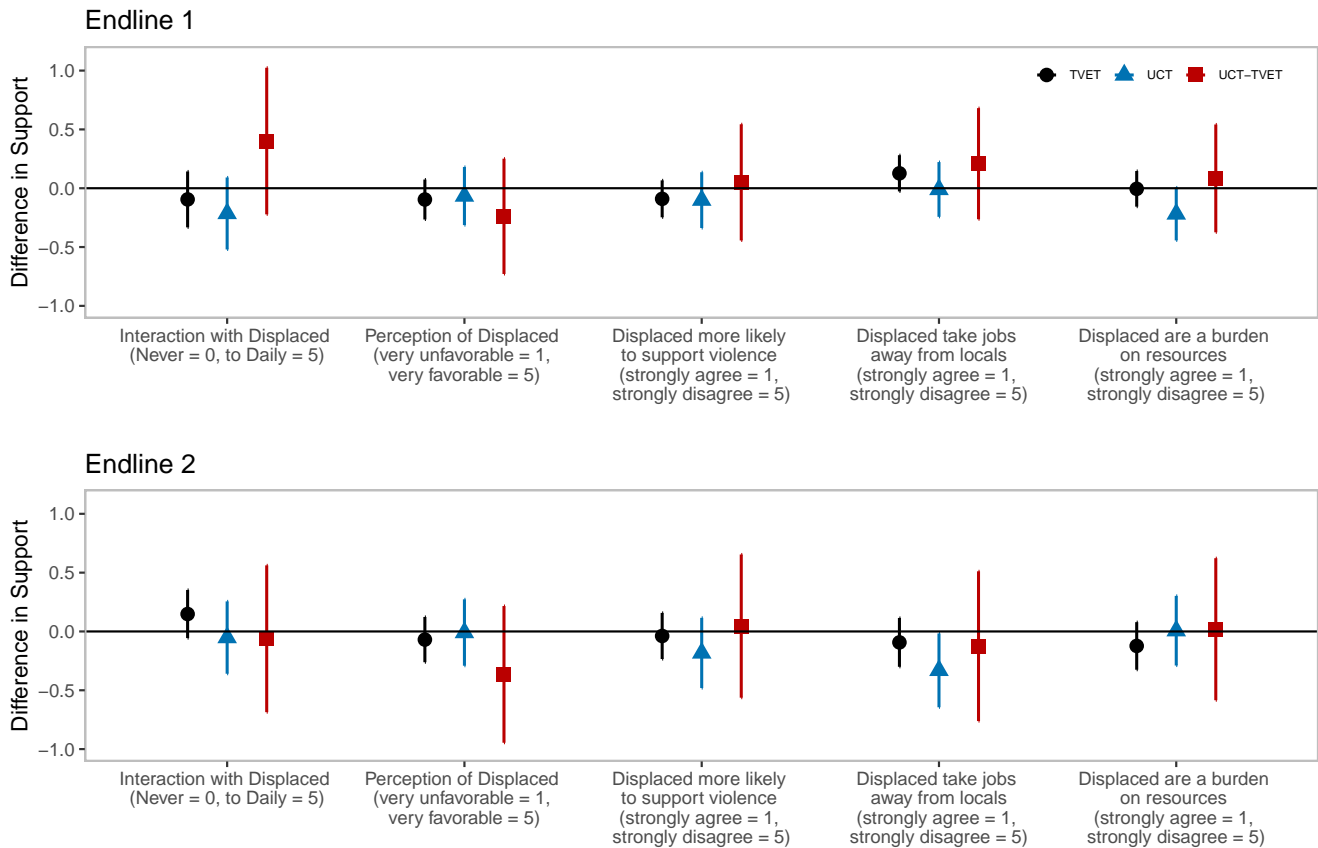 Endline 1
Difference in Support
1.0
0.5
0.0
−0.5
−1.0
TVET UCT UCT−TVET
Interaction with Displaced
(Never = 0, to Daily = 5)
Perception of Displaced
(very unfavorable = 1,
very favorable = 5)
Displaced more likely
to support violence
(strongly agree = 1,
strongly disagree = 5)
Displaced take jobs
away from locals
(strongly agree = 1,
strongly disagree = 5)
Displaced are a burden
on resources
(strongly agree = 1,
strongly disagree = 5)
Endline 2
Difference in Support
1.0
0.5
0.0
−0.5
−1.0
Interaction with Displaced
(Never = 0, to Daily = 5)
Perception of Displaced
(very unfavorable = 1,
very favorable = 5)
Displaced more likely
to support violence
(strongly agree = 1,
strongly disagree = 5)
Displaced take jobs
away from locals
(strongly agree = 1,
strongly disagree = 5)
Displaced are a burden
on resources
(strongly agree = 1,
strongly disagree = 5)